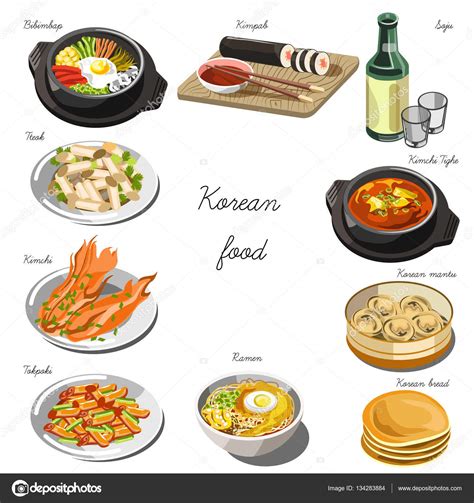 Bibimbap
Kimpab
Soju
Tteok
Kimchi Tighe
Korean
food
Kimchi
Korean mantu
Tokpoki
Ramen
Korean bread
depositphotos
Image ID: 134283884 www.depositphotos.com